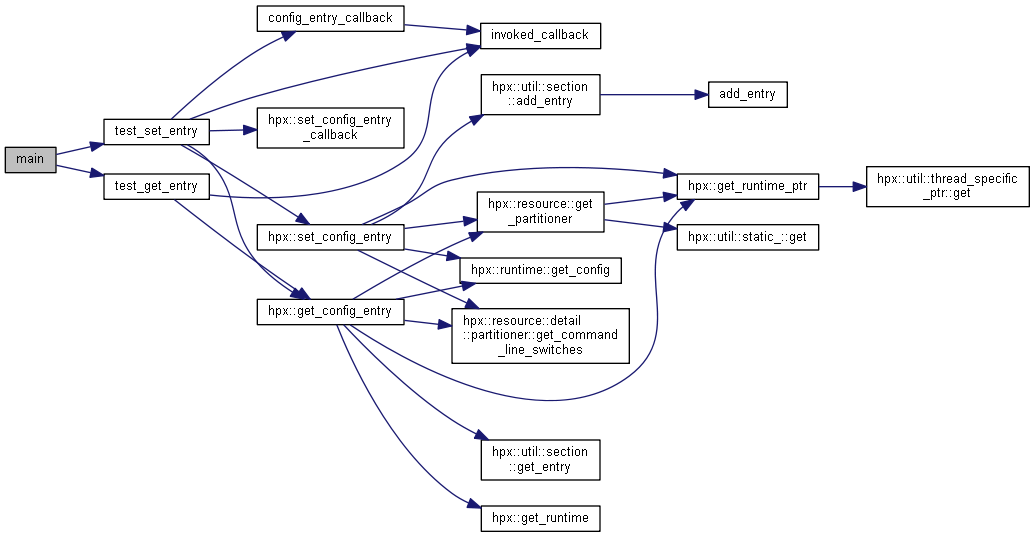 config_entry_callback
invoked_callback
hpx::util::section
::add_entry
add_entry
test_set_entry
hpx::set_config_entry
_callback
main
test_get_entry
hpx::get_runtime_ptr
hpx::util::thread_specific
_ptr::get
hpx::resource::get
_partitioner
hpx::set_config_entry
hpx::util::static_::get
hpx::runtime::get_config
hpx::get_config_entry
hpx::resource::detail
::partitioner::get_command
_line_switches
hpx::util::section
::get_entry
hpx::get_runtime